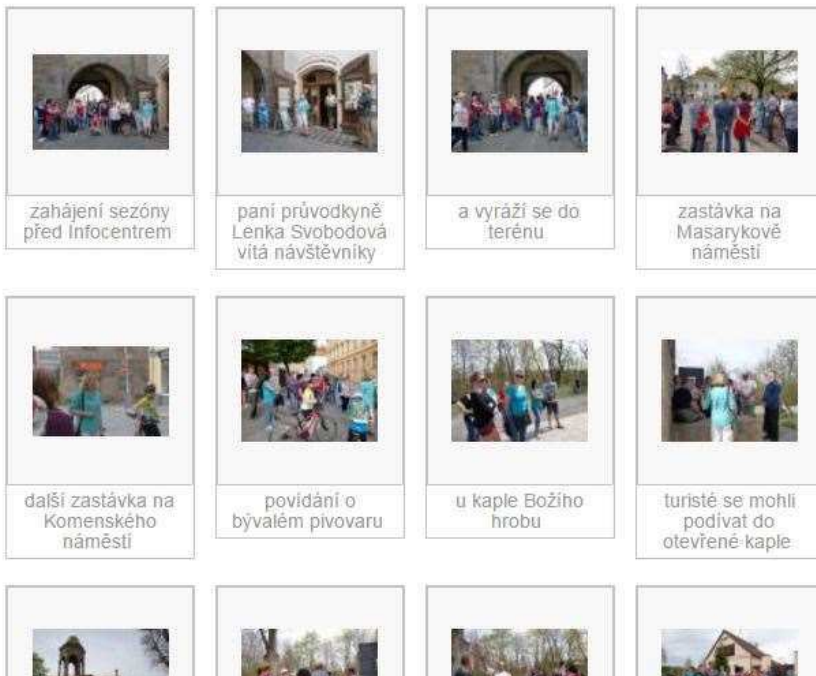 zahájení sezóny
před Infocentrem
paní průvodkyně
Lenka Svobodová
vítá návštěvníky
a vyráží se do
terénu
zastávka na
Masarykově
náměstí
další zastávka na
Komenského
náměstí
povídání o
bývalém pivovaru
u kaple Božího
hrobu
turisté se mohli
podívat do
otevřené kaple